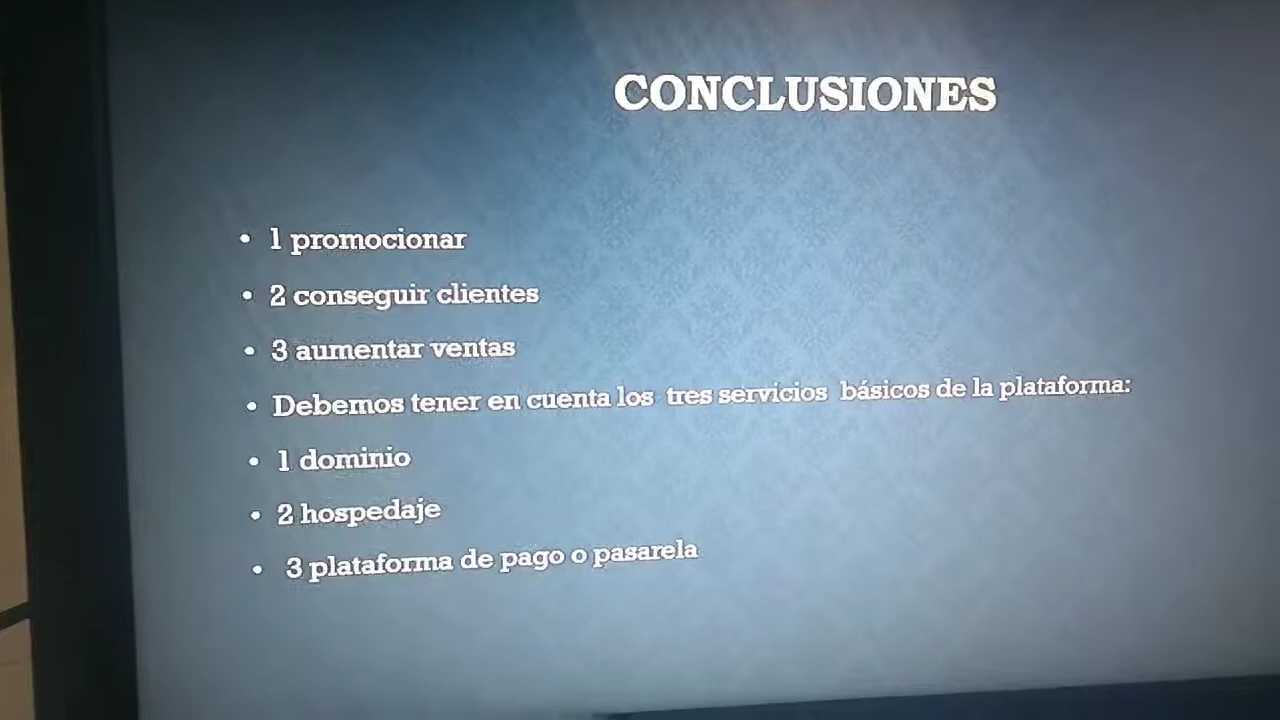 CONCLUSIONES
• 1 promocionar
• 2 conseguir clientes
• 3 aumentar ventas
• Debemos tener en cuenta los tres servicios básicos de la plataforma:
• 1 dominio
• 2 hospedaje
• 3 plataforma de pago o pasarela